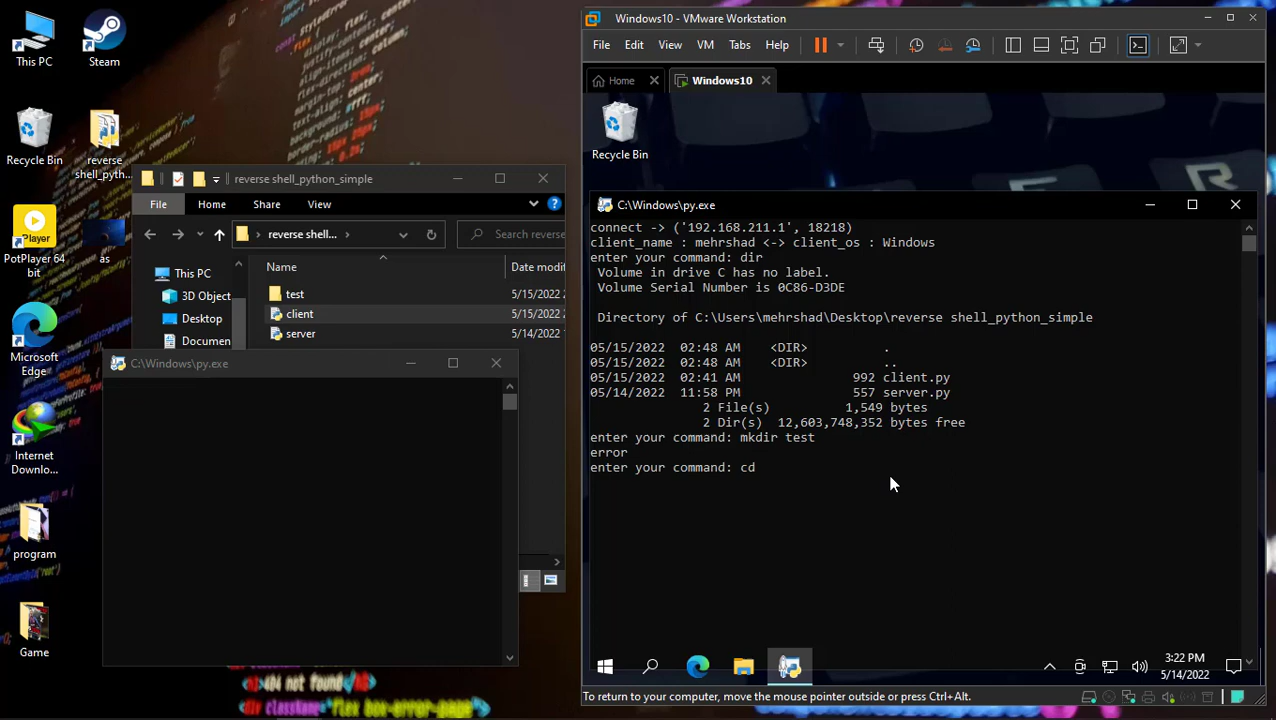 This PC
Steam
Recycle Bin
reverse
shell_pyth...
PotPlayer 64
bit
as
Microsoft
Edge
Internet
Downlo...
program
Game
reverse shell_python_simple
File
Home
Share
View
reverse shell...
Search reverse
Name
Date modif
This PC
3D Object
Desktop
Documen
test
5/15/2022 2
client
5/15/2022 2
server
5/14/2022 1
C:\Windows\py.exe
404 not found
Windows10 - VMware Workstation
File
Edit
View
VM
Tabs
Help
Home
Windows10
Recycle Bin
C:\Windows\py.exe
connect -> ('192.168.211.1', 18218)
client_name : mehrshad <-> client_os : Windows
enter your command: dir
Volume in drive C has no label.
Volume Serial Number is 0C86-D3DE
Directory of C:\Users\mehrshad\Desktop\reverse shell_python_simple
05/15/2022 02:48 AM <DIR> .
05/15/2022 02:48 AM <DIR> ..
05/15/2022 02:41 AM 992 client.py
05/14/2022 11:58 PM 557 server.py
2 File(s) 1,549 bytes
2 Dir(s) 12,603,748,352 bytes free
enter your command: mkdir test
error
enter your command: cd
3:22 PM
5/14/2022
To return to your computer, move the mouse pointer outside or press Ctrl+Alt.